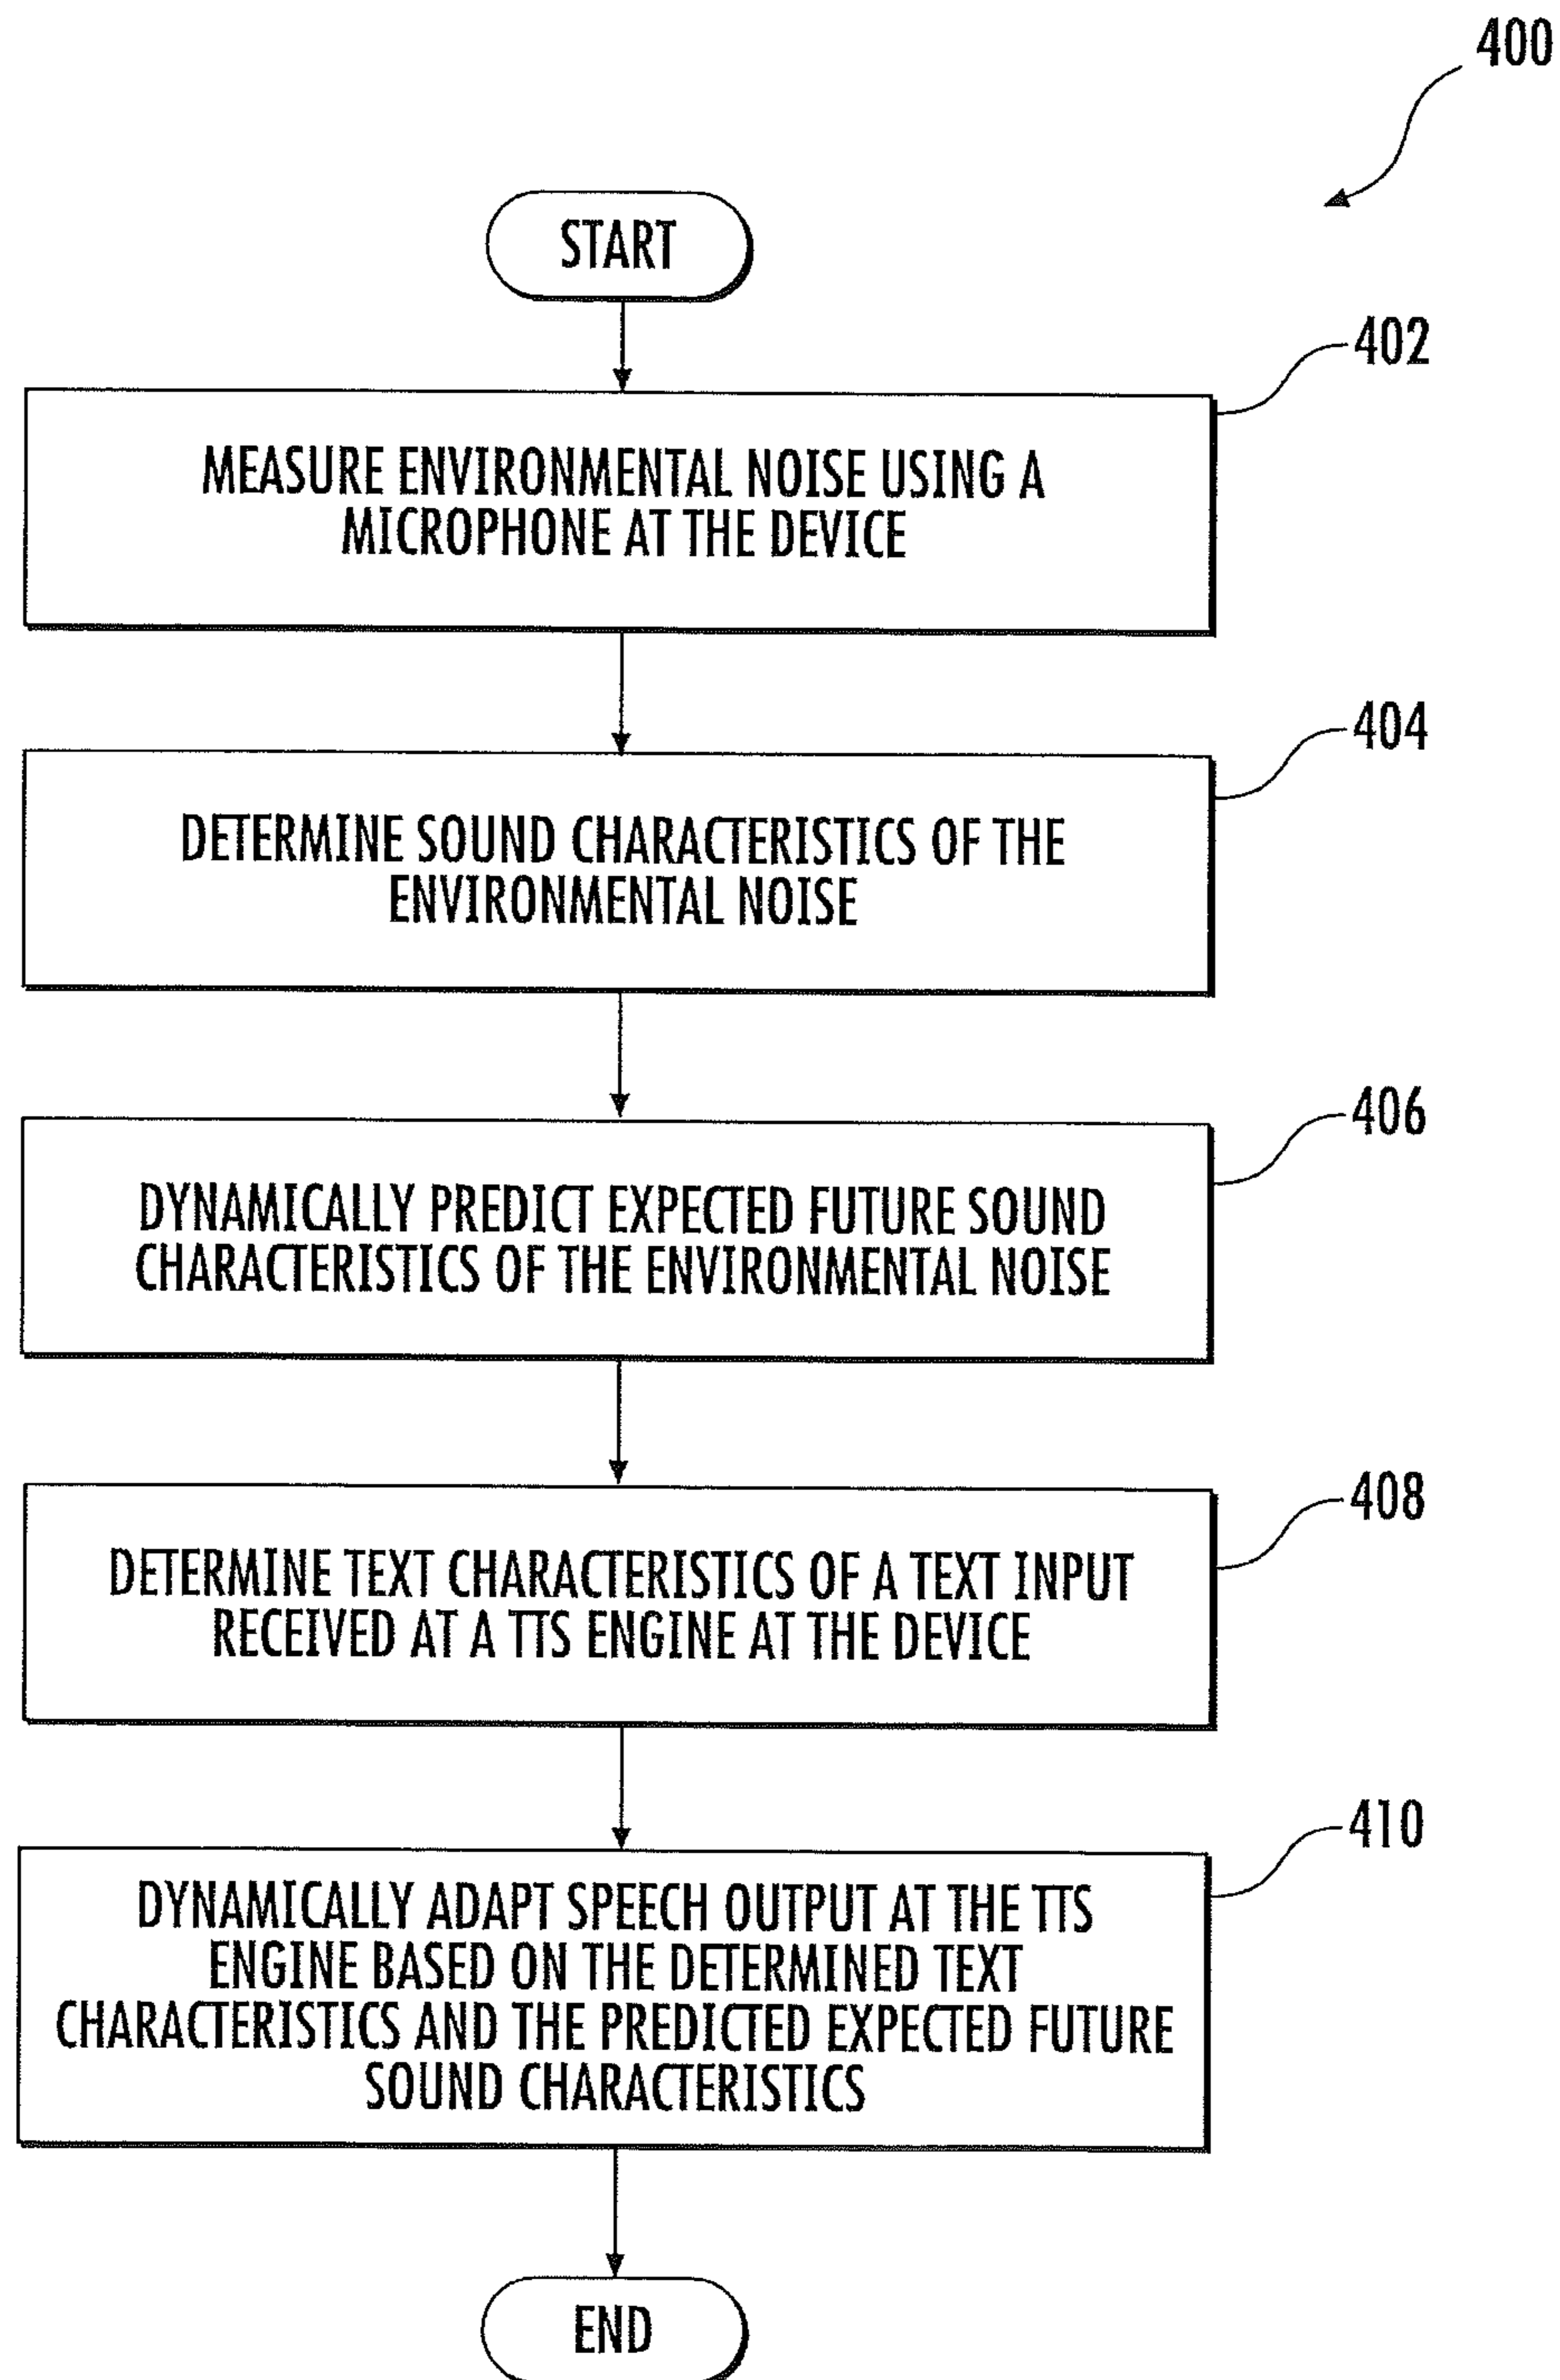 400
START
402
MEASURE ENVIRONMENTAL NOISE USING A
MICROPHONE AT THE DEVICE
404
DETERMINE SOUND CHARACTERISTICS OF THE
ENVIRONMENTAL NOISE
406
DYNAMICALLY PREDICT EXPECTED FUTURE SOUND
CHARACTERISTICS OF THE ENVIRONMENTAL NOISE
408
DETERMINE TEXT CHARACTERISTICS OF A TEXT INPUT
RECEIVED AT A TTS ENGINE AT THE DEVICE
410
DYNAMICALLY ADAPT SPEECH OUTPUT AT THE TTS
ENGINE BASED ON THE DETERMINED TEXT
CHARACTERISTICS AND THE PREDICTED EXPECTED FUTURE
SOUND CHARACTERISTICS
END